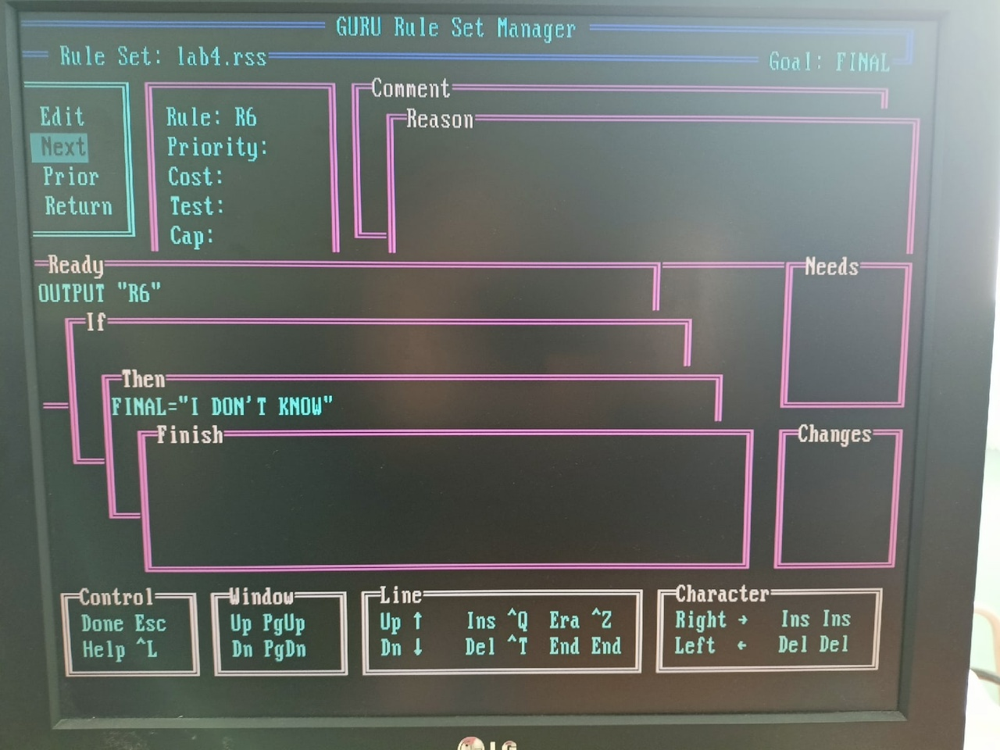 GURU Rule Set Manager
Rule Set: lab4.rss
Goal: FINAL
Edit
Next
Prior
Return
Rule: R6
Priority:
Cost:
Test:
Cap:
Comment
Reason
Ready
OUTPUT "R6"
If
Then
FINAL="I DON'T KNOW"
Finish
Needs
Changes
Control
Done Esc
Help ^L
Window
Up PgUp
Dn PgDn
Line
Up ↑ Ins ^Q Era ^Z
Dn ↓ Del ^T End End
Character
Right → Ins Ins
Left ← Del Del
LG